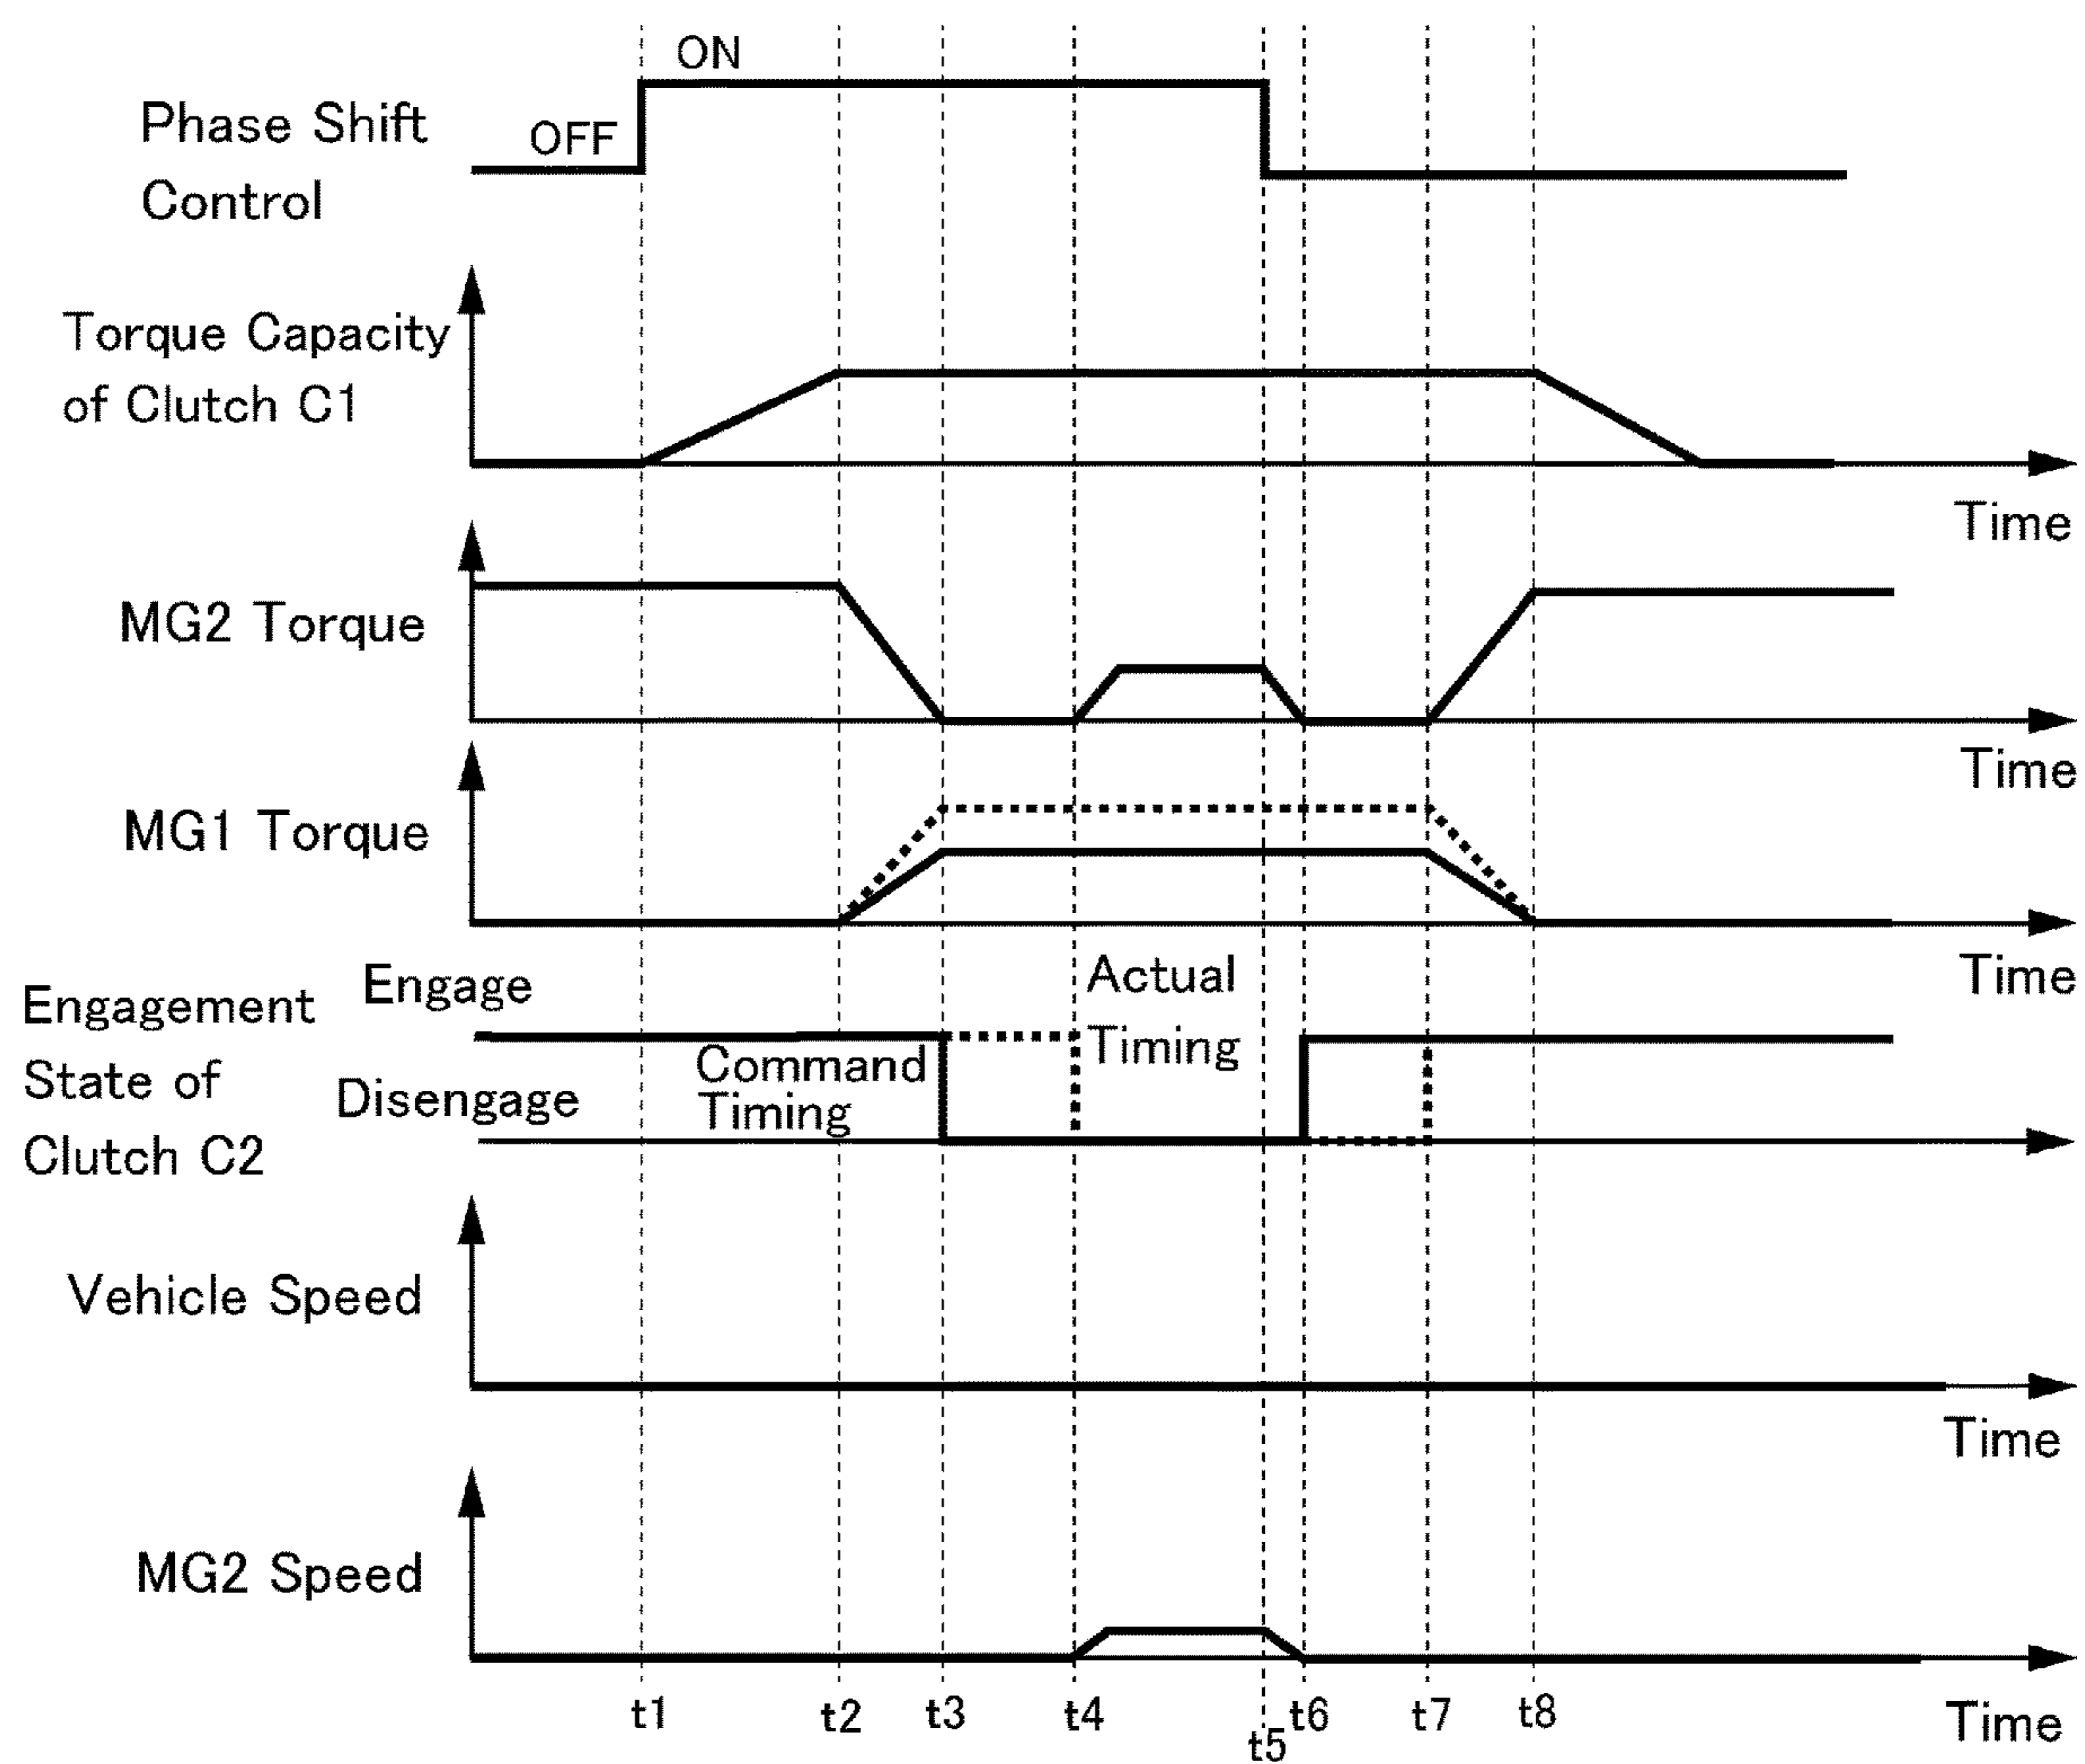 ON
OFF
Phase Shift
Control
Torque Capacity
of Clutch C1
Time
MG2 Torque
Time
MG1 Torque
Time
Engagement
State of
Clutch C2
Engage
Disengage
Command
Timing
Actual
Timing
Vehicle Speed
Time
MG2 Speed
t1
t2
t3
t4
t5
t6
t7
t8
Time